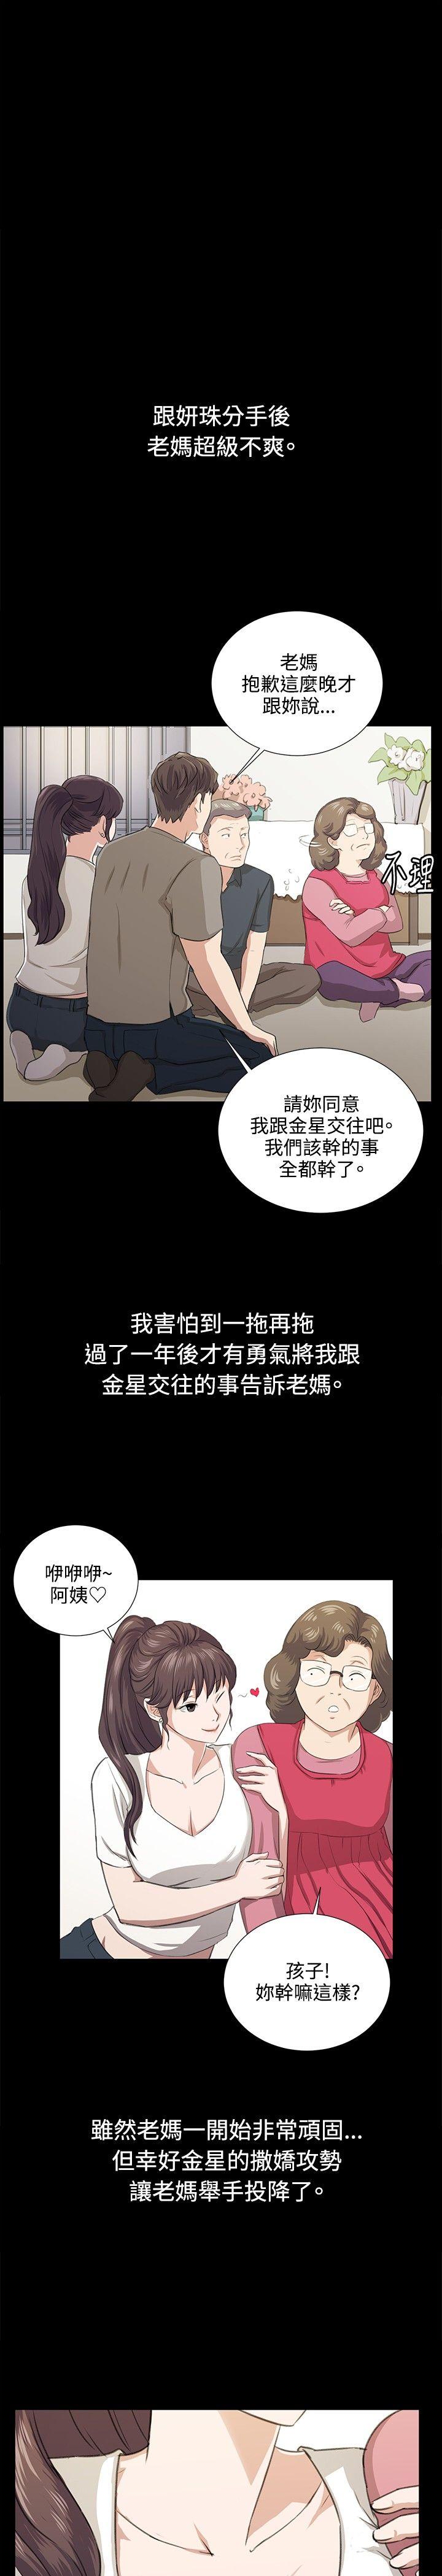 跟妍珠分手後
老媽超級不爽。
老媽
抱歉這麼晚才
跟妳說...
不理
請妳同意
我跟金星交往吧。
我們該幹的事
全都幹了。
我害怕到一拖再拖
過了一年後才有勇氣將我跟
金星交往的事告訴老媽。
咿咿咿~
阿姨♡
孩子!
妳幹嘛這樣?
雖然老媽一開始非常頑固...
但幸好金星的撒嬌攻勢
讓老媽舉手投降了。